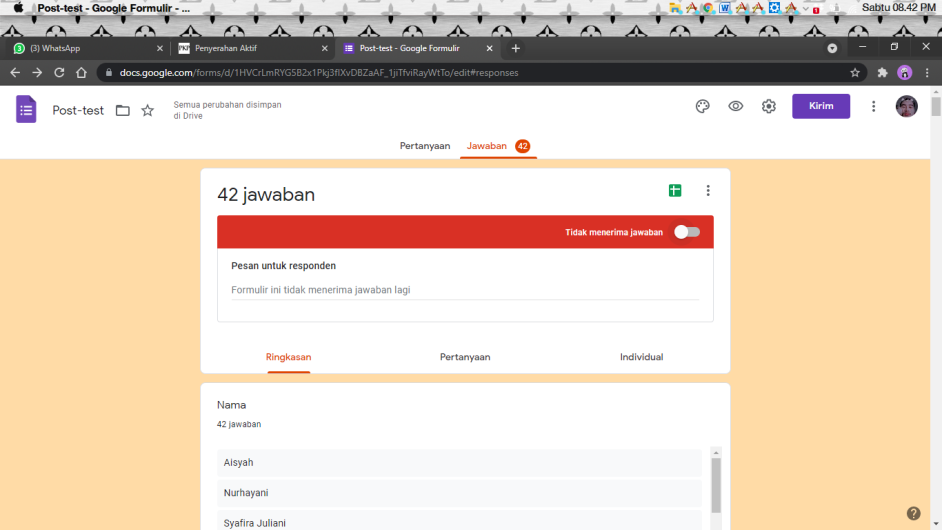 Post-test - Google Formulir - ...
Sabtu 08.42 PM
(3) WhatsApp
Penyerahan Aktif
Post-test - Google Formulir
docs.google.com/forms/d/1HVCrLmRYG5B2x1Pkj3flXvDBZaAF_1jiTfviRayWtTo/edit#responses
Post-test
Semua perubahan disimpan
di Drive
Kirim
Pertanyaan
Jawaban 42
42 jawaban
Tidak menerima jawaban
Pesan untuk responden
Formulir ini tidak menerima jawaban lagi
Ringkasan
Pertanyaan
Individual
Nama
42 jawaban
Aisyah
Nurhayani
Syafira Juliani